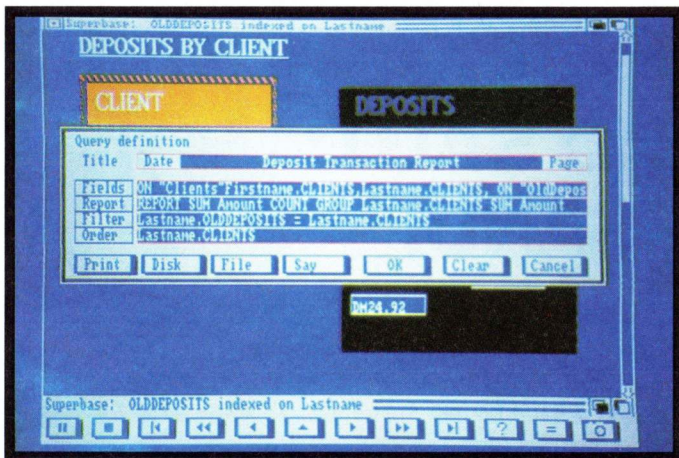 Superbase: OLDDEPOSITS indexed on Lastname
DEPOSITS BY CLIENT
CLIENT
DEPOSITS
Query definition
Title Date Deposit Transaction Report Page
Fields ON "Clients"Firstname.CLIENTS,Lastname.CLIENTS, ON "OldDepos
Report REPORT SUM Amount COUNT GROUP Lastname.CLIENTS SUM Amount
Filter Lastname.OLDDEPOSITS = Lastname.CLIENTS
Order Lastname.CLIENTS
Print Disk File Say OK Clear Cancel
DM24.92
Superbase: OLDDEPOSITS indexed on Lastname
? =